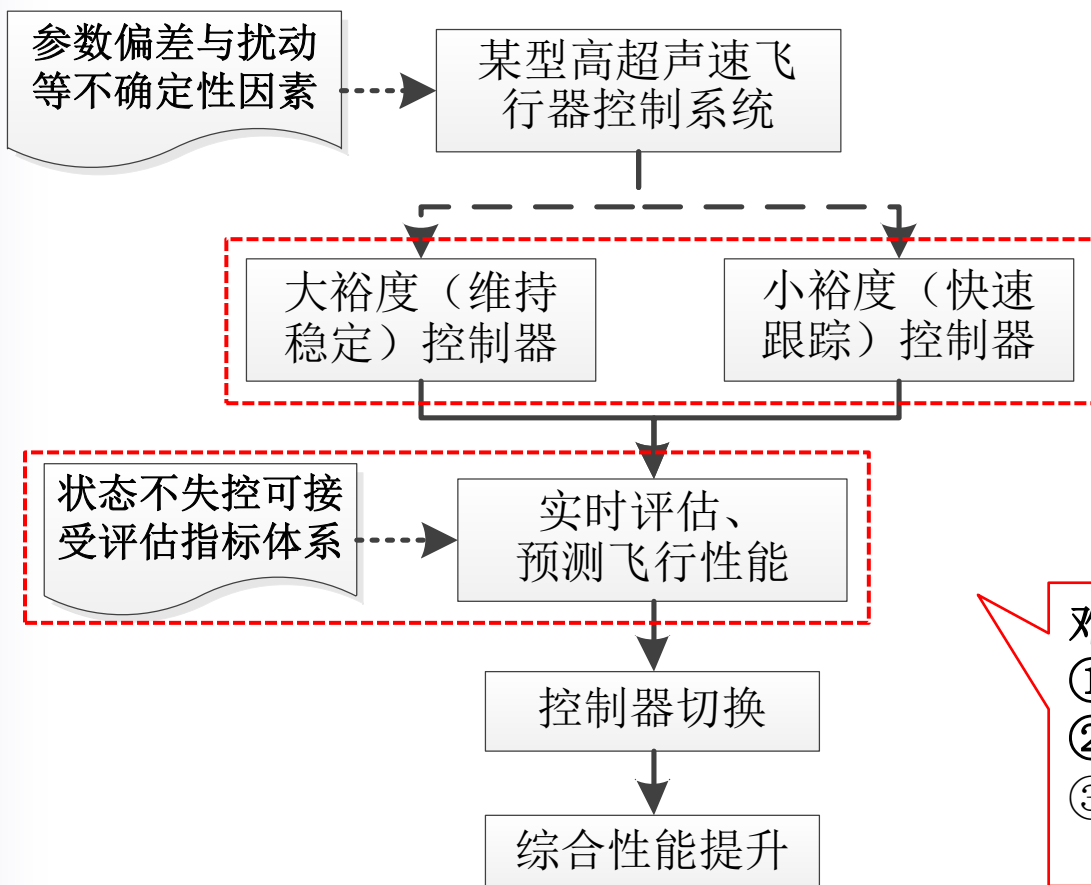 参数偏差与扰动
等不确定性因素
某型高超声速飞
行器控制系统
大裕度（维持
稳定）控制器
小裕度（快速
跟踪）控制器
状态不失控可接
受评估指标体系
实时评估、
预测飞行性能
①
②
③
控制器切换
综合性能提升